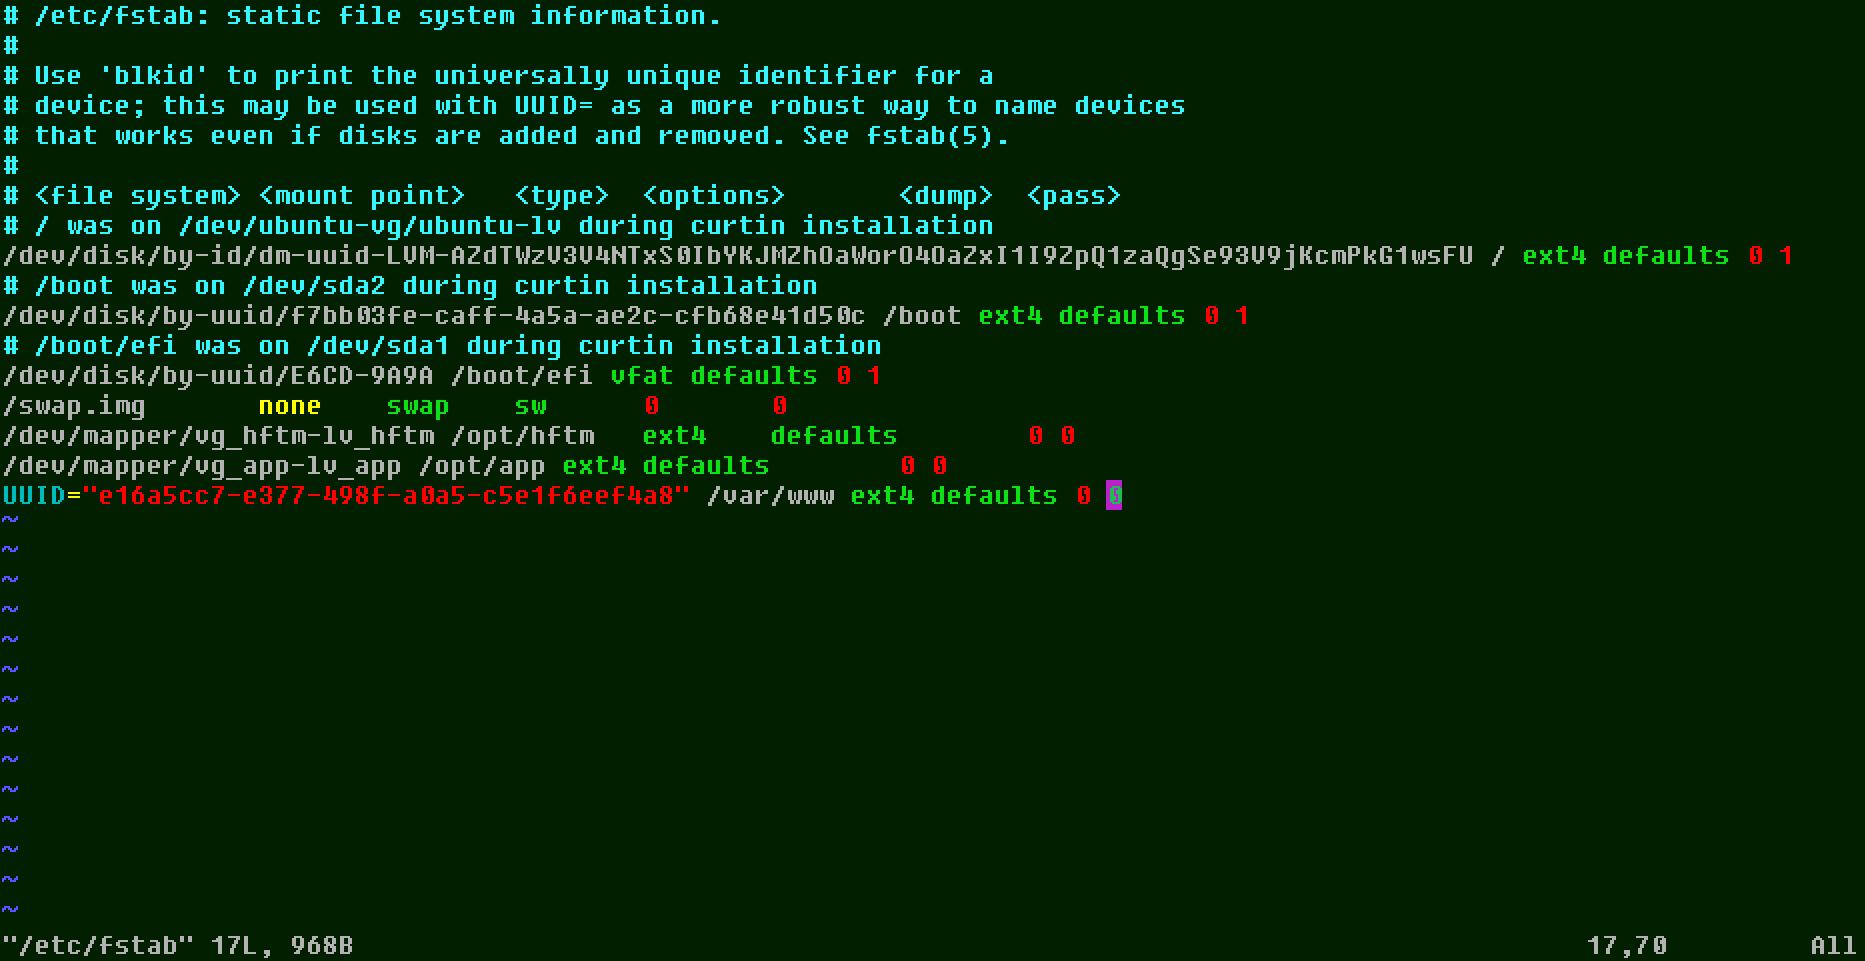 # /etc/fstab: static file system information.
#
# Use 'blkid' to print the universally unique identifier for a
# device; this may be used with UUID= as a more robust way to name devices
# that works even if disks are added and removed. See fstab(5).
#
# <file system> <mount point>   <type>  <options>       <dump>  <pass>
# / was on /dev/ubuntu-vg/ubuntu-lv during curtin installation
/dev/disk/by-id/dm-uuid-LVM-AZdTWzV3V4NTxS0IbYKJMZhOaWorO4OaZxI1I9ZpQ1zaQgSe93V9jKcmPkG1wsFU / ext4 defaults 0 1
# /boot was on /dev/sda2 during curtin installation
/dev/disk/by-uuid/f7bb03fe-caff-4a5a-ae2c-cfb68e41d50c /boot ext4 defaults 0 1
# /boot/efi was on /dev/sda1 during curtin installation
/dev/disk/by-uuid/E6CD-9A9A /boot/efi vfat defaults 0 1
/swap.img       none    swap    sw      0       0
/dev/mapper/vg_hftm-lv_hftm /opt/hftm   ext4    defaults        0 0
/dev/mapper/vg_app-lv_app /opt/app ext4 defaults        0 0
UUID="e16a5cc7-e377-498f-a0a5-c5e1f6eef4a8" /var/www ext4 defaults 0 0
~
~
~
~
~
~
~
~
~
~
~
~
~
~
"/etc/fstab" 17L, 968B 17,70 All